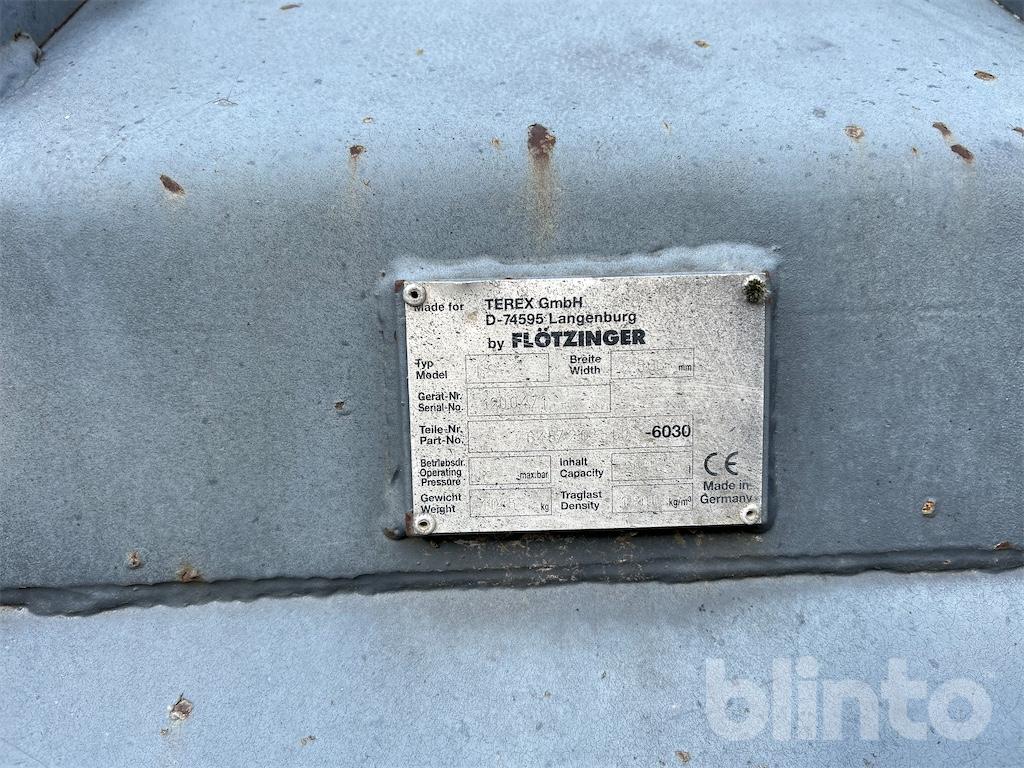 Made for TEREX GmbH
D-74595 Langenburg
by FLÖTZINGER
Typ Breite
Model Width mm
Gerät-Nr.
Serial-No.
Teile-Nr. -6030
Part-No.
Betriebsdr. Inhalt
Operating Capacity l
Pressure max.bar
CE
Gewicht Traglast Made in
Weight kg Density kg/m³ Germany
blinto